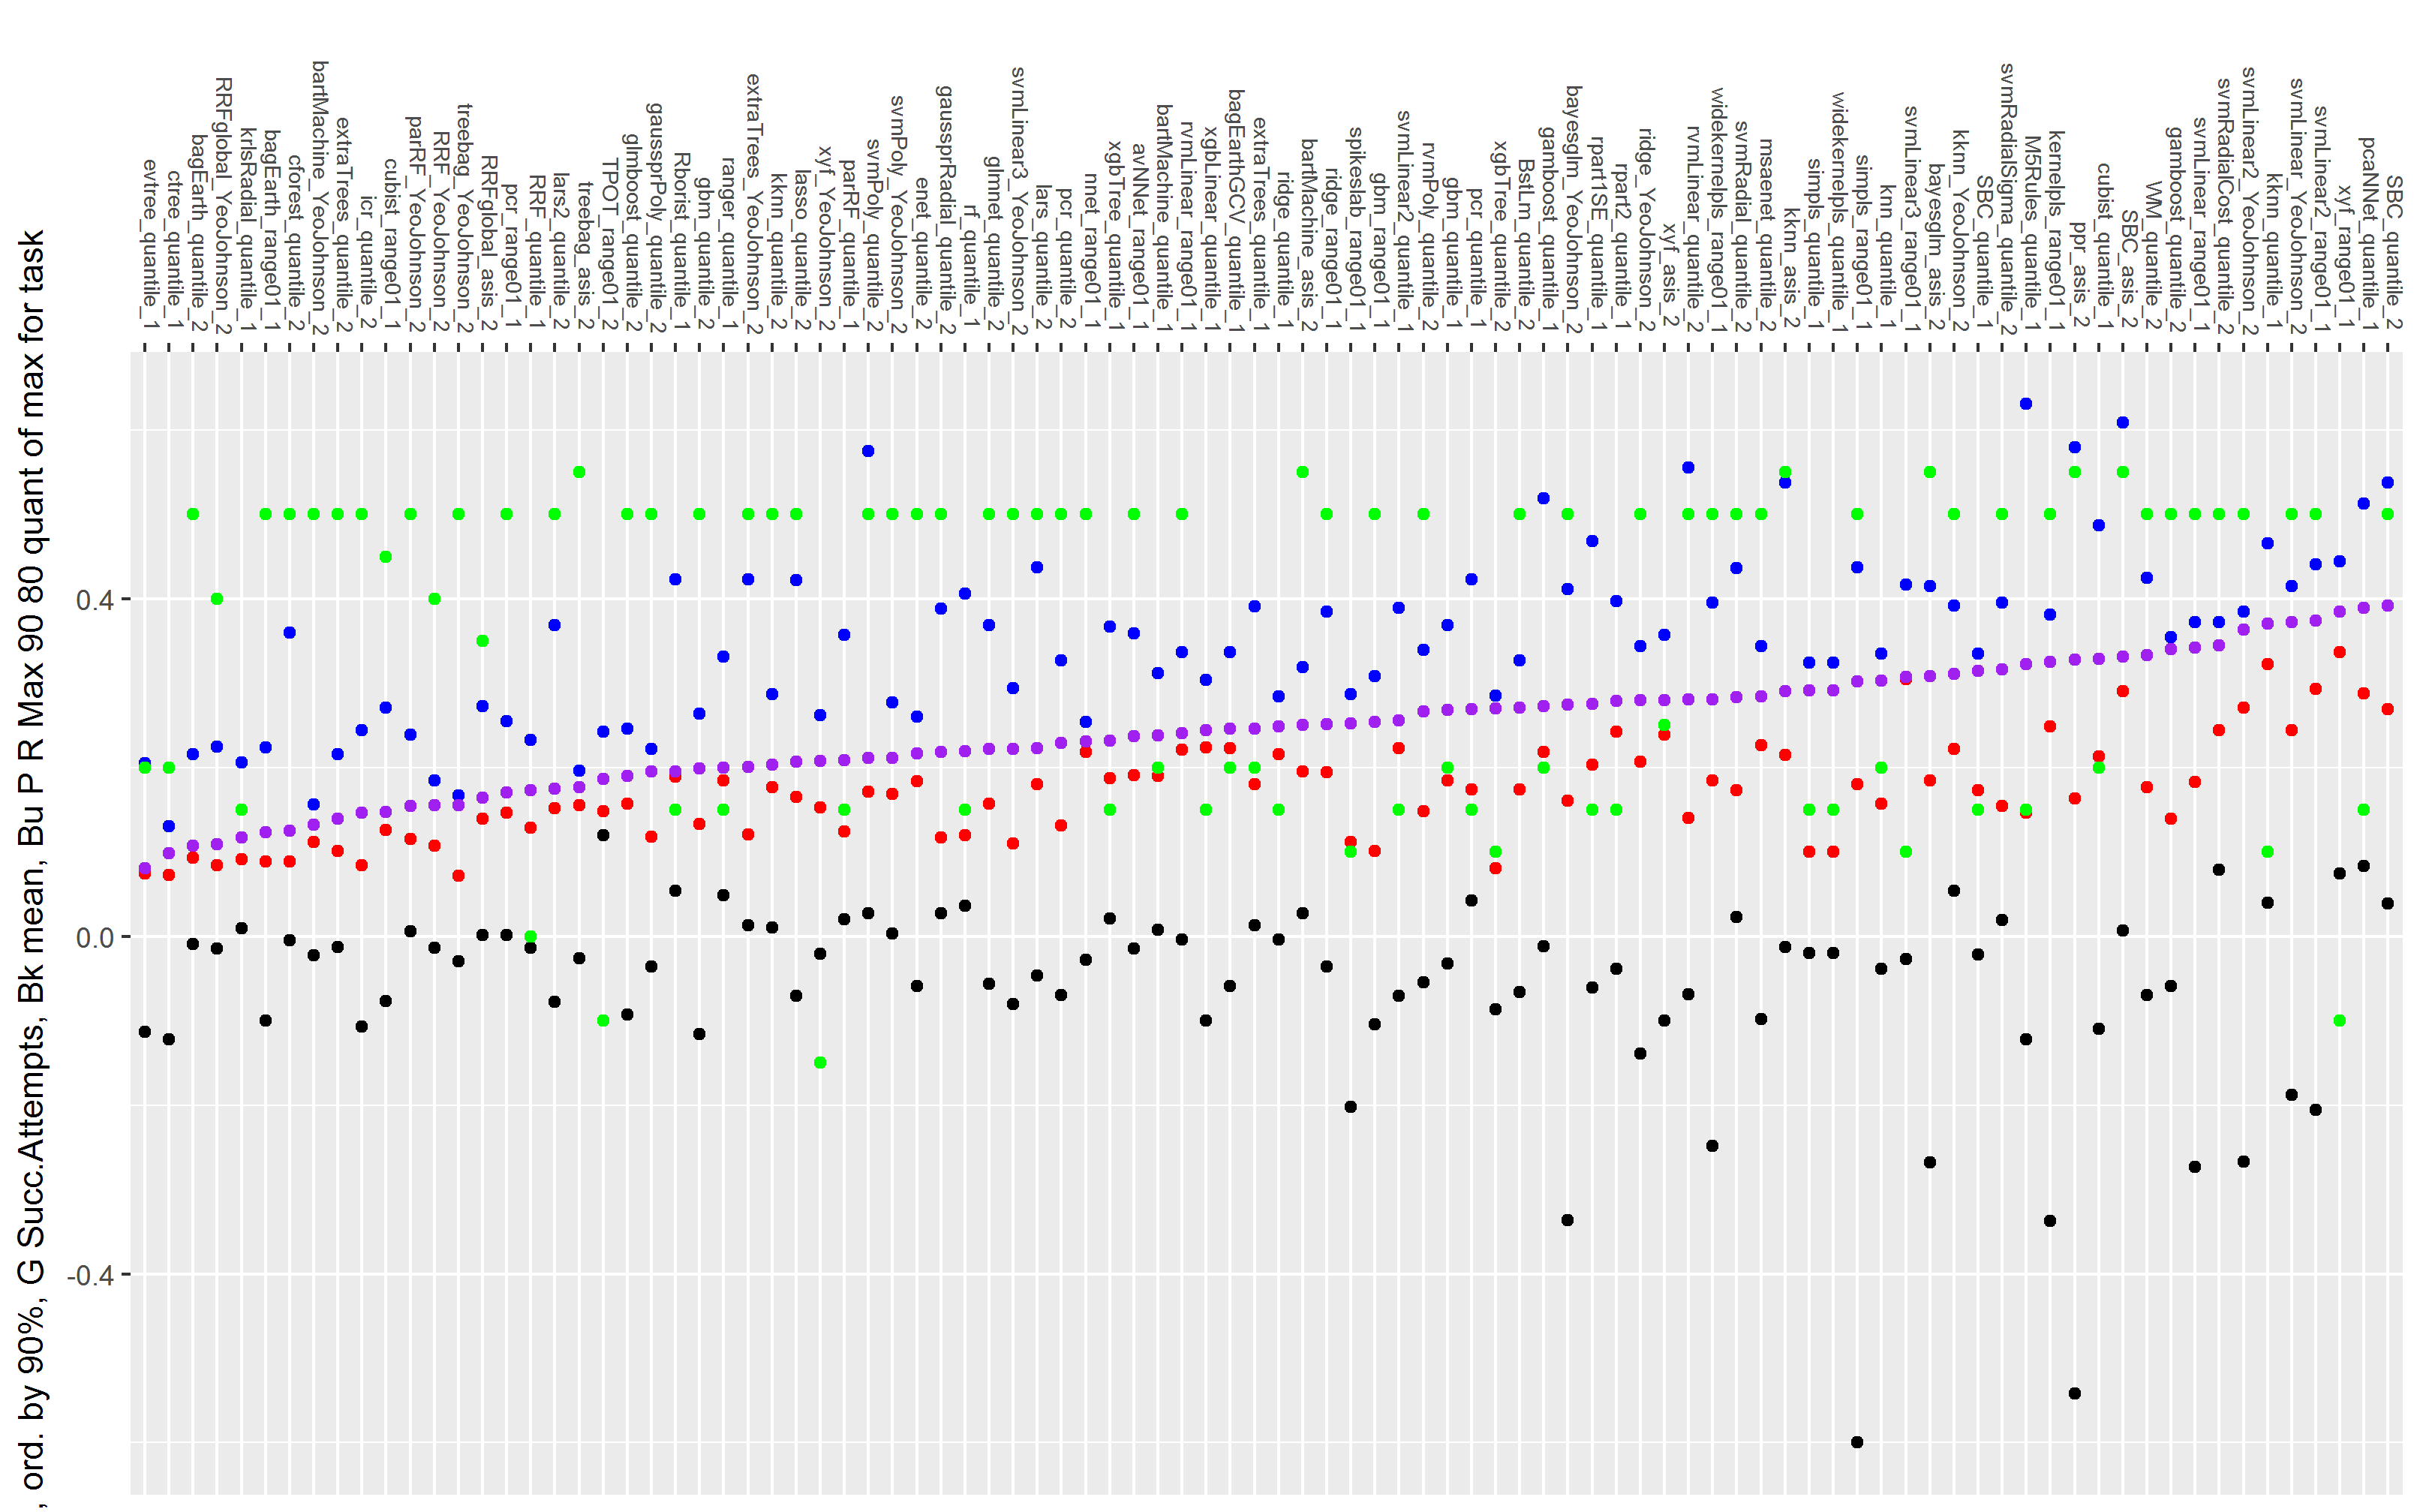 evtree_quantile_1
ctree_quantile_1
bagEarth_quantile_2
RRFglobal_YeoJohnson_2
krlsRadial_quantile_1
bagEarth_range01_2
cforest_quantile_2
bartMachine_YeoJohnson_2
extraTrees_quantile_2
icr_quantile_2
cubist_range01_2
parRF_YeoJohnson_2
RRF_YeoJohnson_2
treebag_YeoJohnson_2
RRFglobal_asis_2
pcr_range01_1
RRF_quantile_1
lars2_quantile_2
treebag_asis_2
TPOT_range01_2
glmboost_quantile_2
gaussprPoly_quantile_2
Rborist_quantile_1
gbm_quantile_2
ranger_quantile_1
extraTrees_YeoJohnson_2
kknn_quantile_2
lasso_quantile_2
xyf_YeoJohnson_2
parRF_quantile_1
svmPoly_quantile_2
svmPoly_YeoJohnson_2
enet_quantile_2
gaussprRadial_quantile_2
rf_quantile_1
glmnet_quantile_2
svmLinear3_YeoJohnson_2
lars_quantile_2
pcr_quantile_2
nnet_range01_1
xgbTree_quantile_1
avNNet_range01_1
bartMachine_quantile_1
rvmLinear_range01_1
xgbLinear_quantile_1
bagEarthGCV_quantile_1
extraTrees_quantile_1
ridge_quantile_1
bartMachine_asis_2
ridge_range01_1
spikeslab_range01_1
gbm_range01_1
svmLinear2_quantile_1
rvmPoly_quantile_2
gbm_quantile_1
pcr_quantile_1
xgbTree_quantile_2
BstLm_quantile_2
gamboost_quantile_1
bayesglm_YeoJohnson_2
rpart1SE_quantile_1
rpart2_quantile_1
ridge_YeoJohnson_2
xyf_asis_2
rvmLinear_quantile_2
widekernelpls_range01_1
svmRadial_quantile_2
msaenet_quantile_2
kknn_asis_2
simpls_quantile_1
widekernelpls_quantile_1
simpls_range01_1
knn_quantile_1
svmLinear3_range01_1
bayesglm_asis_2
kknn_YeoJohnson_2
SBC_quantile_1
svmRadialSigma_quantile_2
M5Rules_quantile_1
kernelpls_range01_1
ppr_asis_2
cubist_quantile_1
SBC_asis_2
WM_quantile_2
gamboost_quantile_2
svmLinear_range01_1
svmRadialCost_quantile_2
svmLinear2_YeoJohnson_2
kknn_quantile_1
svmLinear_YeoJohnson_2
svmLinear2_range01_1
xyf_range01_2
pcaNNet_quantile_1
SBC_quantile_2
, ord. by 90%, G Succ.Attempts, Bk mean, Bu P R Max 90 80 quant of max for task
0.4
0.0
-0.4